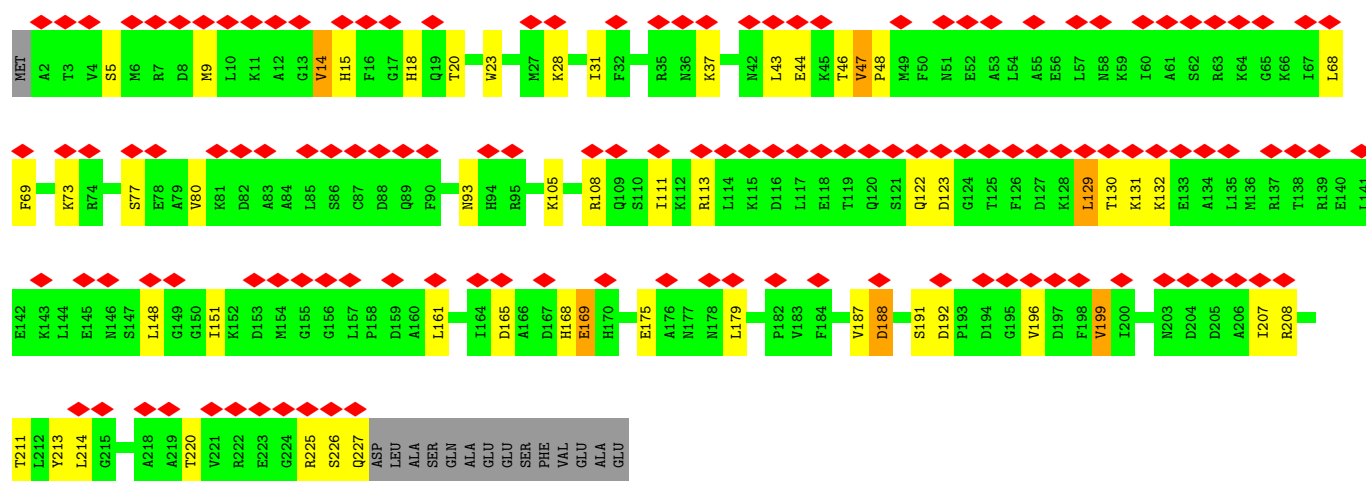 MET A2 T3 V4 S5 M6 R7 D8 M9 L10 K11 A12 G13 V14 H15 F16 G17 H18 Q19 T20 W23 M27 K28 I31 F32 R35 N36 K37 N42 L43 E44 K45 T46 V47 P48 M49 F50 N51 E52 A53 L54 A55 E56 L57 N58 K59 I60 A61 S62 R63 K64 G65 K66 I67 L68
F69 K73 R74 S77 E78 A79 V80 K81 D82 A83 A84 L85 S86 C87 D88 Q89 F90 N93 H94 R95 K105 R108 Q109 S110 I111 K112 R113 L114 K115 D116 L117 E118 T119 Q120 S121 Q122 D123 G124 T125 F126 D127 K128 L129 T130 K131 K132 E133 A134 L135 M136 R137 T138 R139 E140 L141
E142 K143 L144 E145 N146 S147 L148 G149 G150 I151 K152 D153 M154 G155 G156 L157 P158 D159 A160 L161 I164 D165 A166 D167 H168 E169 H170 E175 A176 N177 N178 L179 P182 V183 F184 V187 D188 S191 D192 P193 D194 G195 V196 D197 F198 V199 I200 N203 D204 D205 A206 I207 R208
T211 L212 Y213 L214 G215 A218 A219 T220 V221 R222 E223 G224 R225 S226 Q227 ASP LEU ALA SER GLN ALA GLU GLU SER PHE VAL GLU ALA GLU